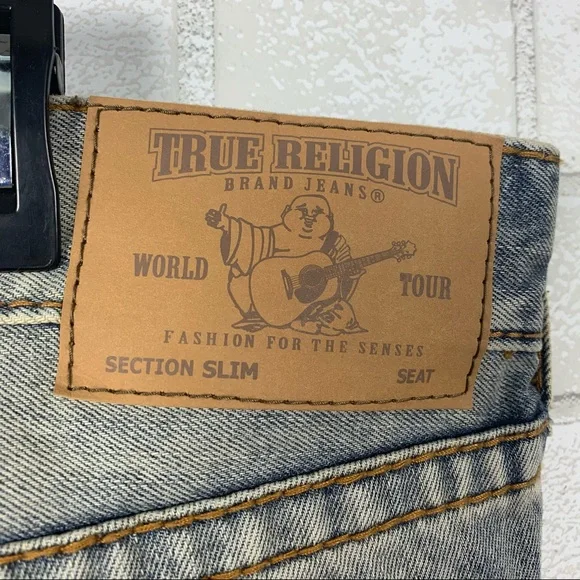 TRUE RELIGION
BRAND JEANS®
WORLD TOUR
FASHION FOR THE SENSES
SECTION SLIM SEAT